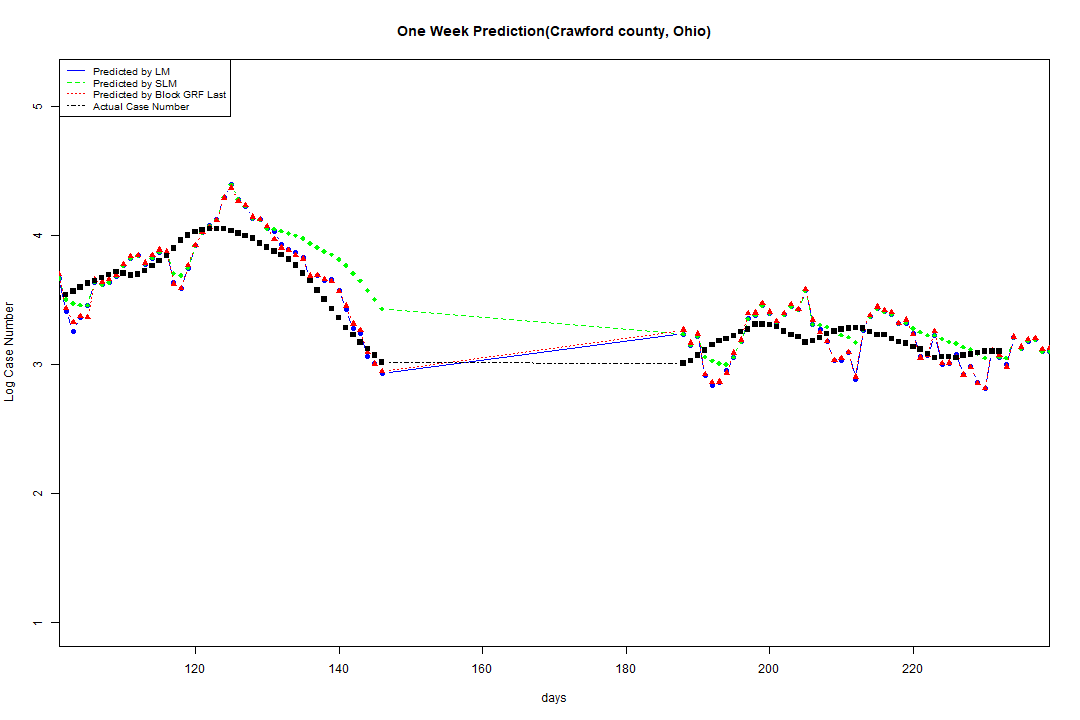 One Week Prediction(Crawford county, Ohio)
Predicted by LM
Predicted by SLM
Predicted by Block GRF Last
Actual Case Number
5
4
3
2
1
Log Case Number
120 140 160 180 200 220
days